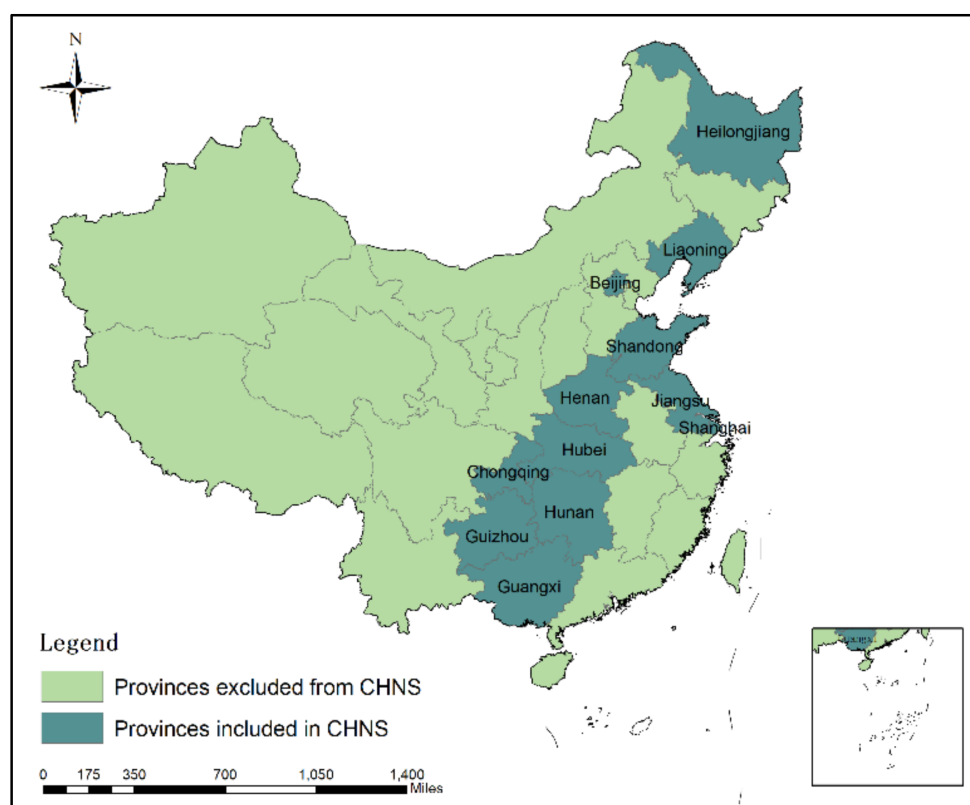 N
Heilongjiang
Liaoning
Beijing
Shandong
Henan
Jiangsu
Shanghai
Hubei
Chongqing
Hunan
Guizhou
Guangxi
Legend
Provinces excluded from CHNS
Provinces included in CHNS
0 175 350 700 1,050 1,400
Miles